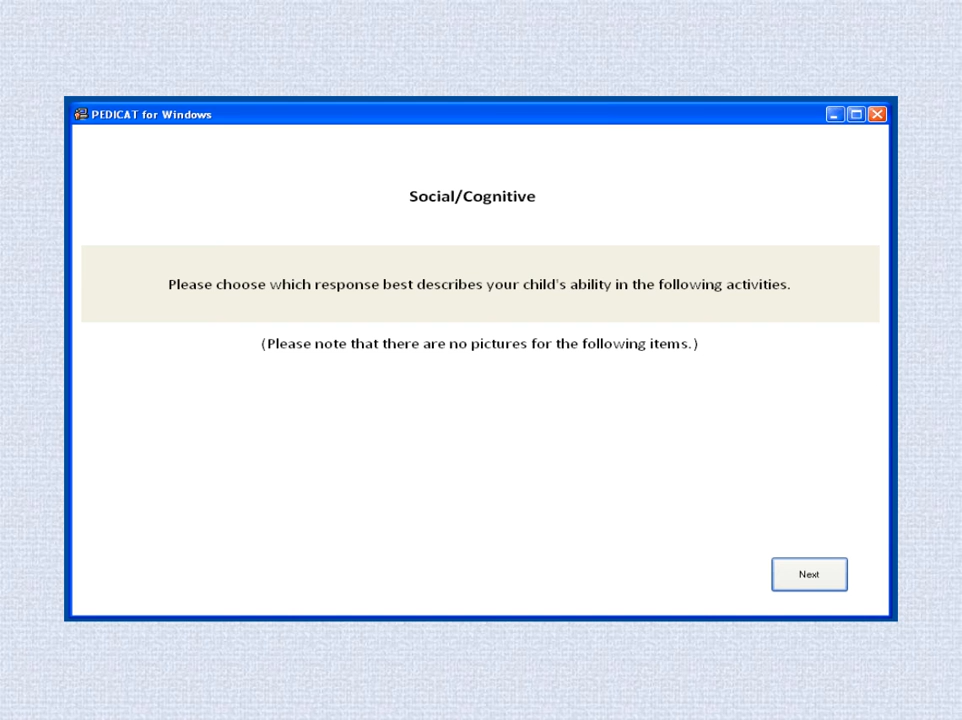 PEDICAT for Windows
Social/Cognitive
Please choose which response best describes your child's ability in the following activities.
(Please note that there are no pictures for the following items.)
Next